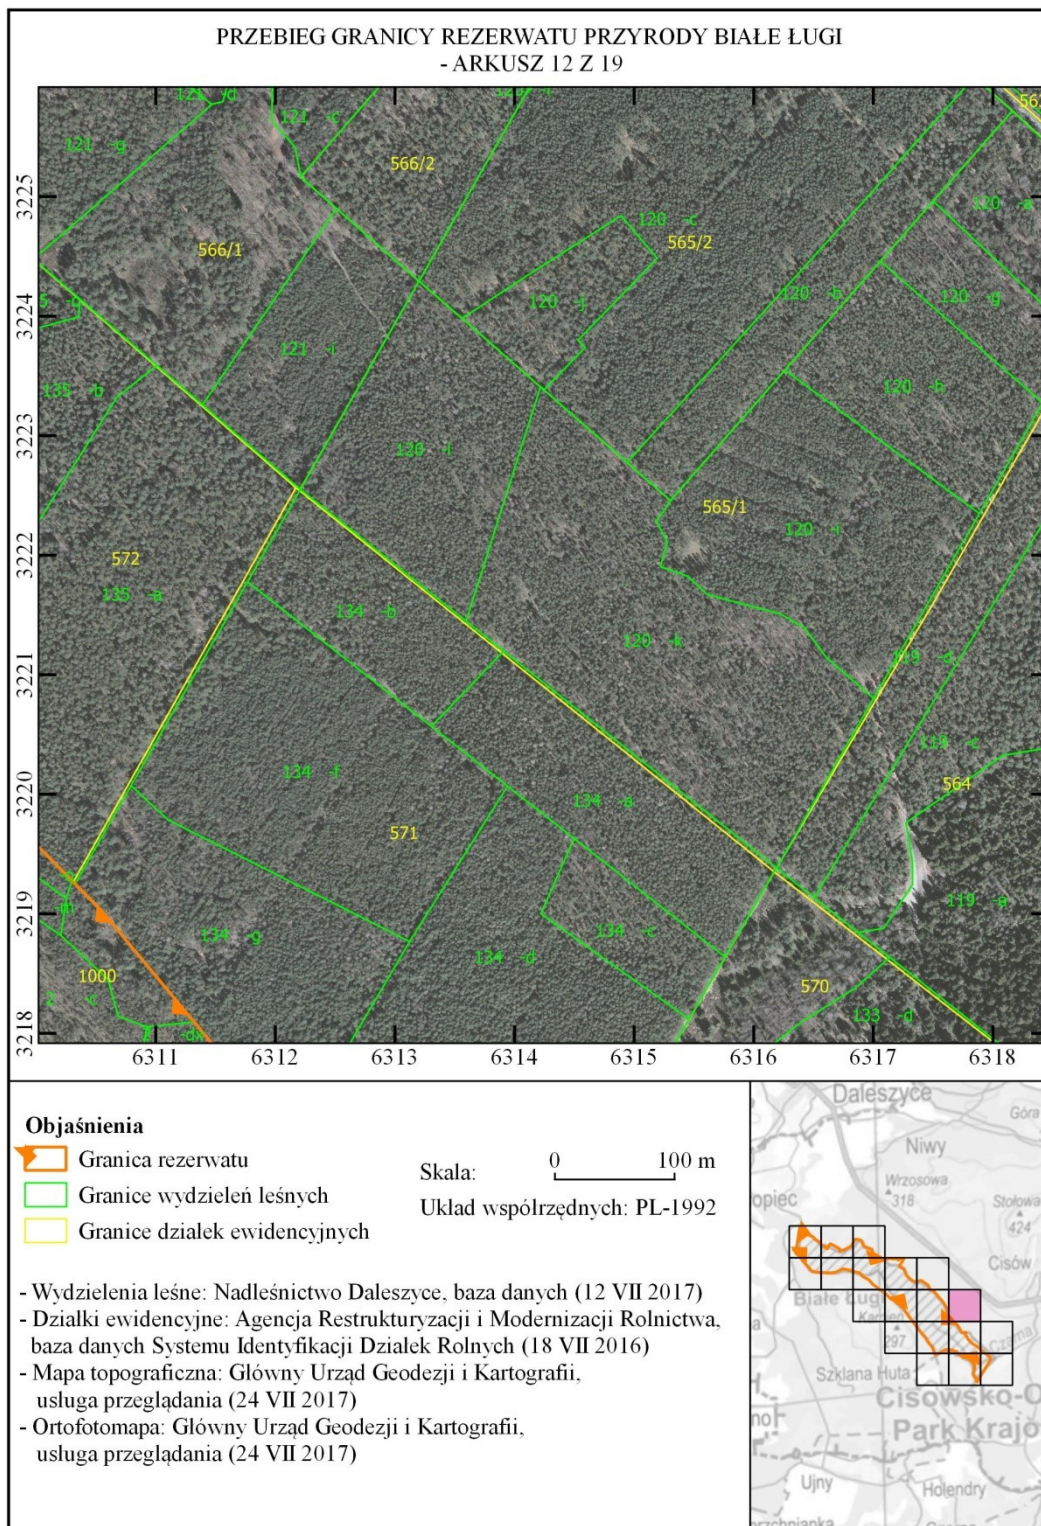 PRZEBIEG GRANICY REZERWATU PRZYRODY BIAŁE ŁUGI
- ARKUSZ 12 Z 19
121 -d
121 -c
121 -g
566/2
120 -a
120 -c
565/2
566/1
120 -b
120 -g
120 -j
121 -i
135 -b
120 -h
565/1
120 -i
572
135 -a
134 -b
120 -k
119 -d
119 -c
134 -f
564
134 -a
571
119 -a
134 -g
134 -c
134 -d
1000
570
133 -d
3225
3224
3223
3222
3221
3220
3219
3218
6311 6312 6313 6314 6315 6316 6317 6318
Objaśnienia
Granica rezerwatu
Granice wydzieleń leśnych
Granice działek ewidencyjnych
Skala: 0 100 m
Układ współrzędnych: PL-1992
- Wydzielenia leśne: Nadleśnictwo Daleszyce, baza danych (12 VII 2017)
- Działki ewidencyjne: Agencja Restrukturyzacji i Modernizacji Rolnictwa,
baza danych Systemu Identyfikacji Działek Rolnych (18 VII 2016)
- Mapa topograficzna: Główny Urząd Geodezji i Kartografii,
usługa przeglądania (24 VII 2017)
- Ortofotomapa: Główny Urząd Geodezji i Kartografii,
usługa przeglądania (24 VII 2017)
Daleszyce
Góra
Niwy
Wrzosowa
318
Stołowa
424
Cisów
Białe Ługi
297
Czarna
Szklana Huta
Cisowsko-O
Park Krajo
Ujny
Holendry